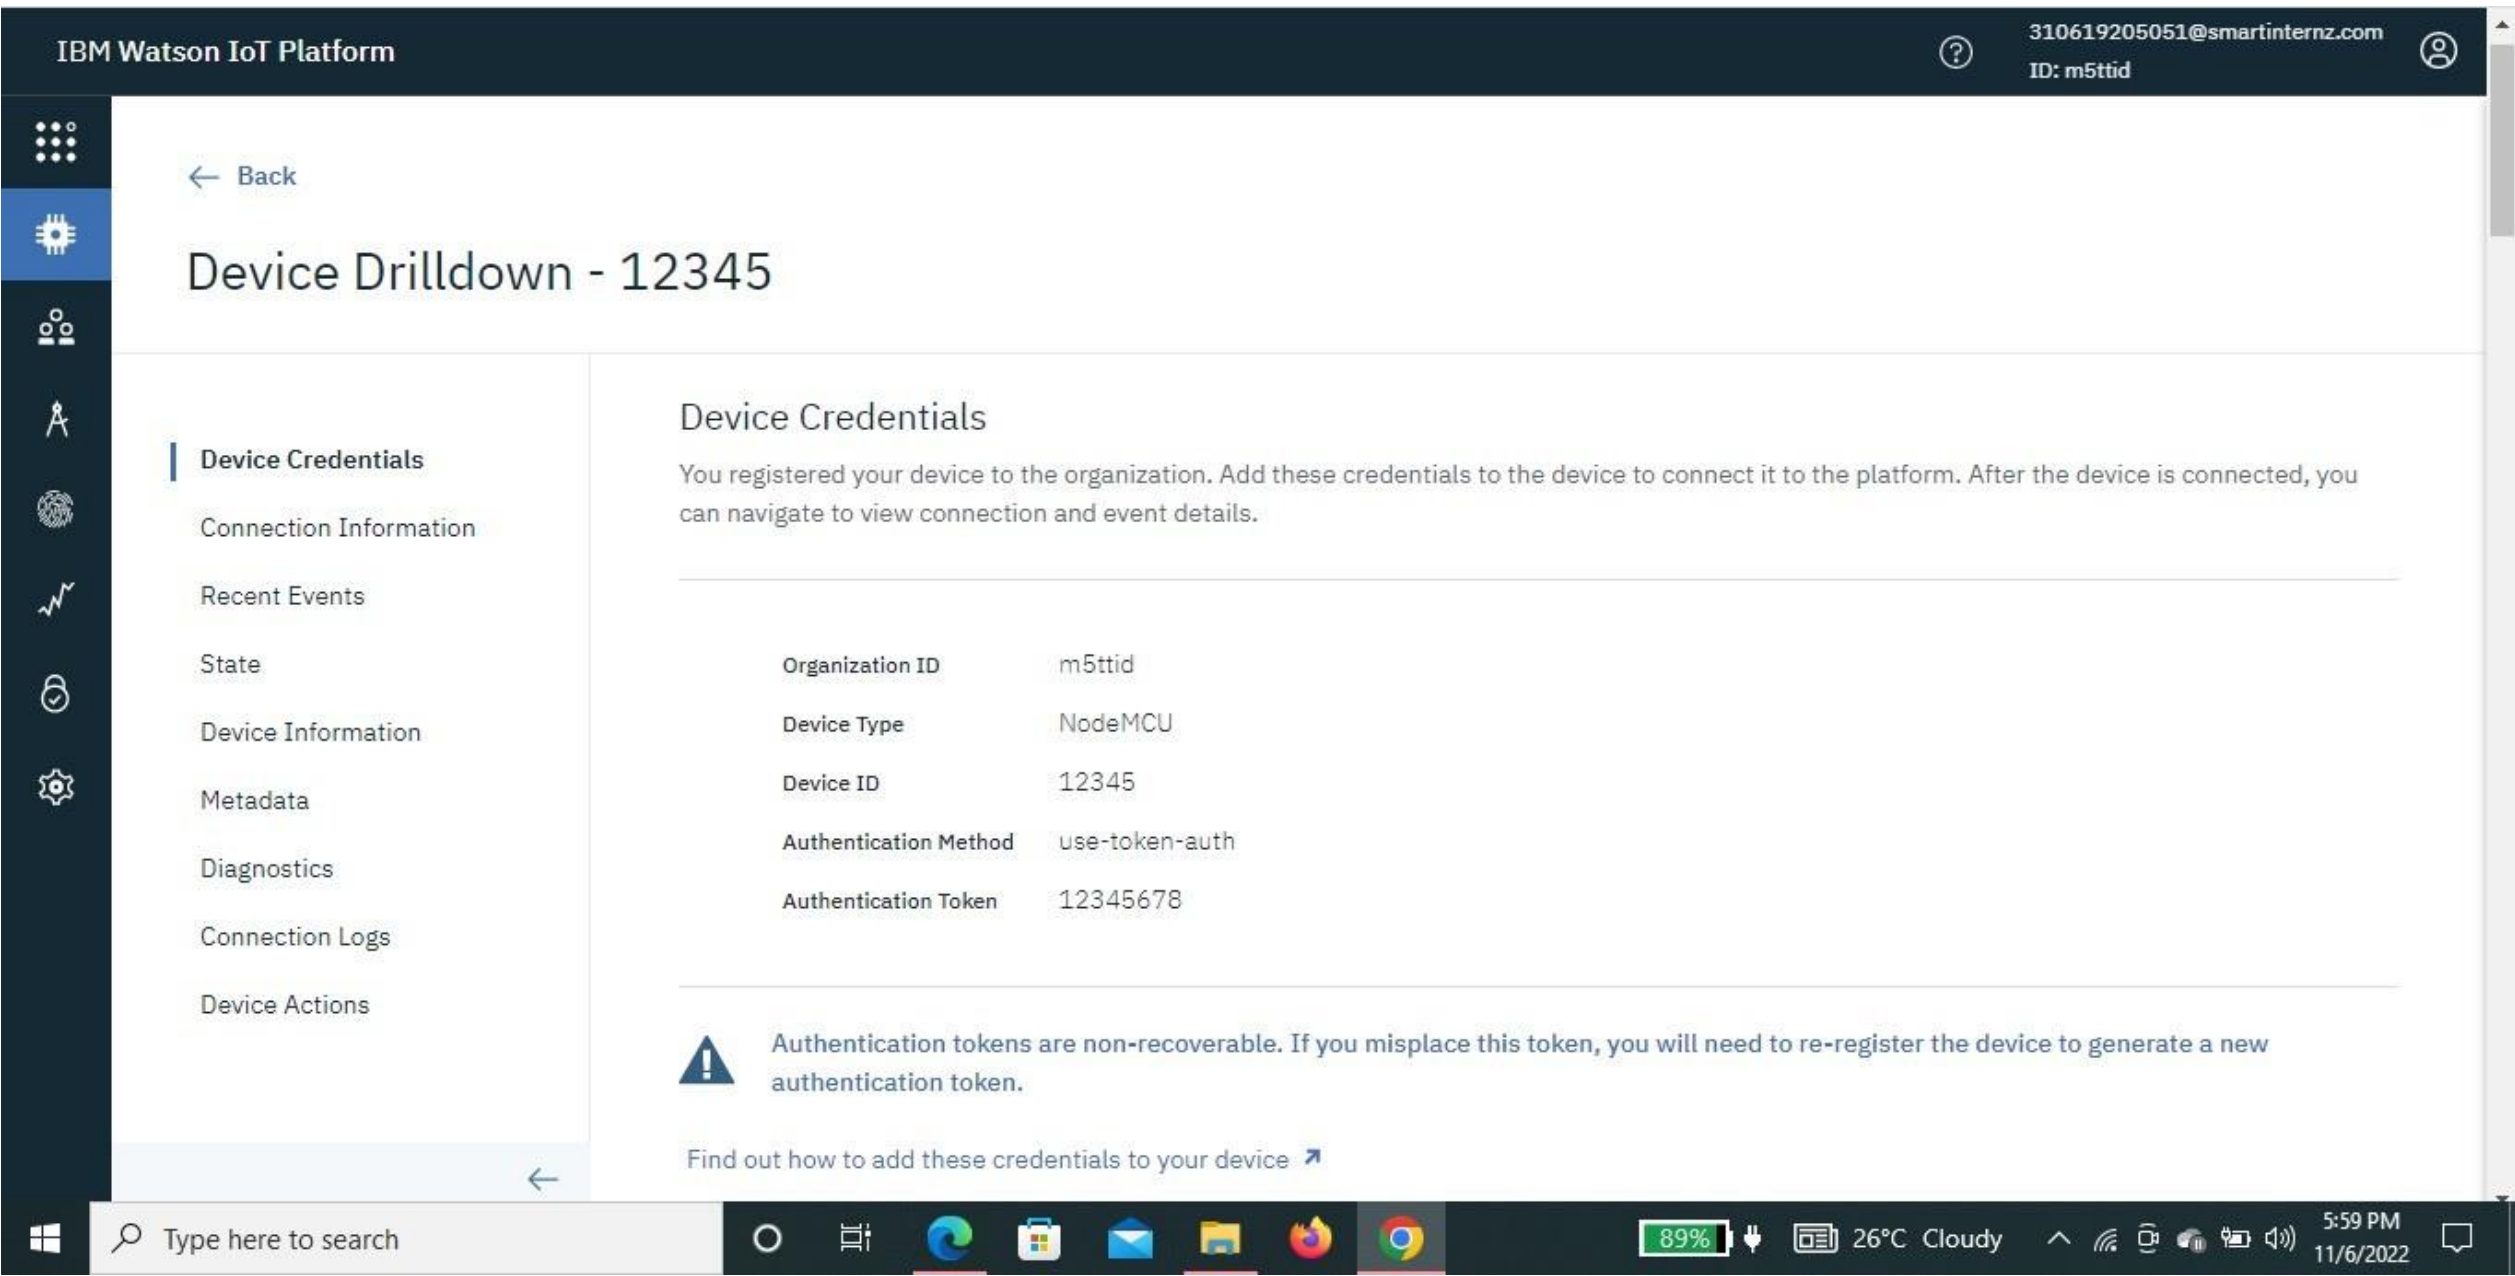 IBM Watson IoT Platform
310619205051@smartinternz.com
ID: m5ttid
Back
Device Drilldown - 12345
Device Credentials
Connection Information
Recent Events
State
Device Information
Metadata
Diagnostics
Connection Logs
Device Actions
Device Credentials
You registered your device to the organization. Add these credentials to the device to connect it to the platform. After the device is connected, you
can navigate to view connection and event details.
Organization ID m5ttid
Device Type NodeMCU
Device ID 12345
Authentication Method use-token-auth
Authentication Token 12345678
Authentication tokens are non-recoverable. If you misplace this token, you will need to re-register the device to generate a new
authentication token.
Find out how to add these credentials to your device
Type here to search
89%
26°C Cloudy
5:59 PM
11/6/2022